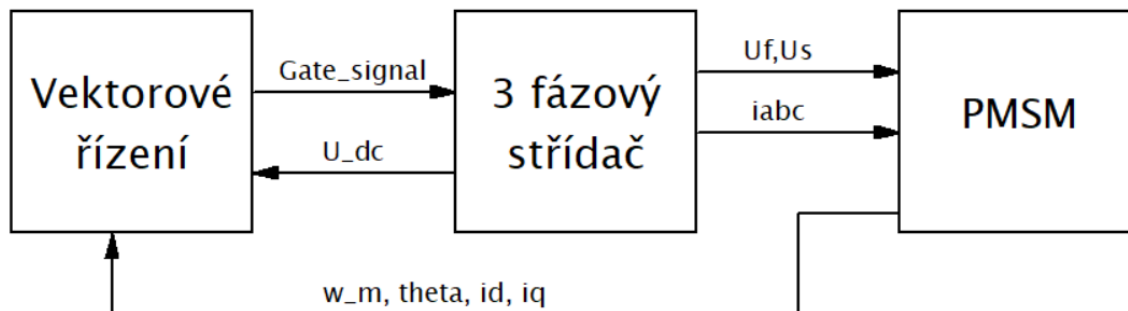 Vektorové
řízení
Gate_signal
U_dc
3 fázový
střídač
Uf,Us
iabc
PMSM
w_m, theta, id, iq